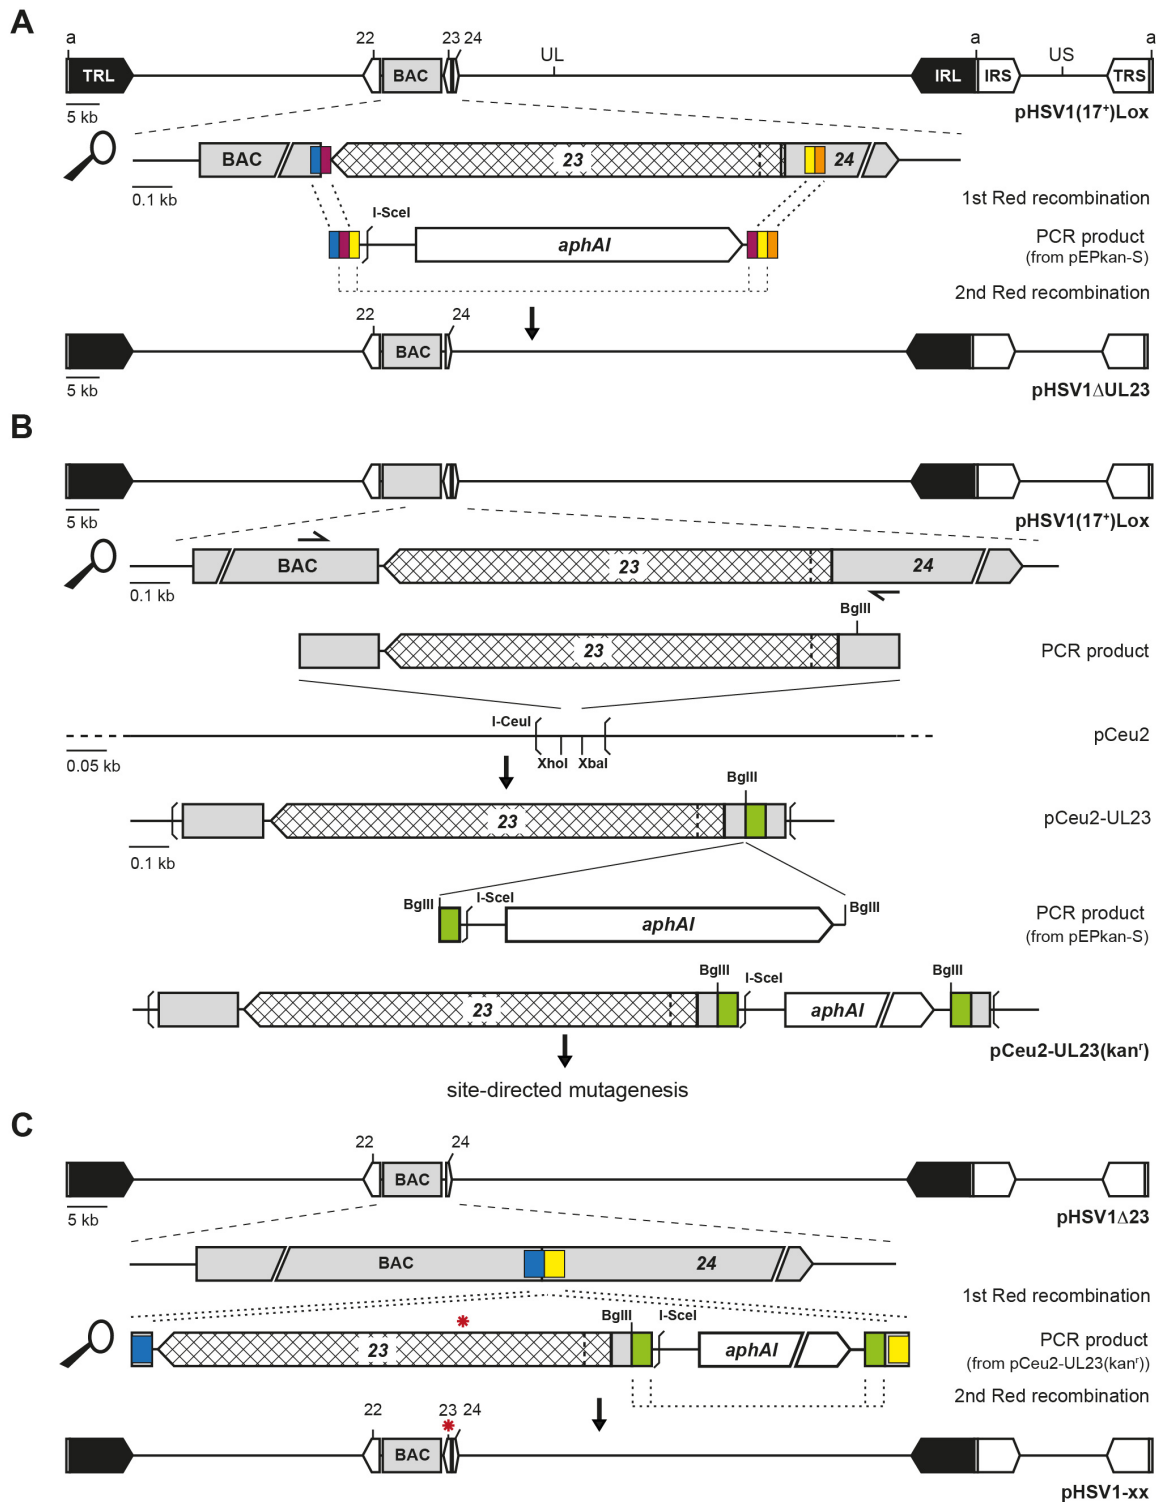 A
a
22
23 24
UL
a
US
a
TRL
BAC
IRL
IRS
TRS
5 kb
pHSV1(17⁺)Lox
BAC
23
24
0.1 kb
1st Red recombination
I-SceI
aphAI
PCR product
(from pEPkan-S)
2nd Red recombination
22
24
BAC
5 kb
pHSV1ΔUL23
B
5 kb
pHSV1(17⁺)Lox
BAC
23
24
0.1 kb
BglII
23
PCR product
I-CeuI
pCeu2
0.05 kb
XhoI XbaI
BglII
23
pCeu2-UL23
0.1 kb
BglII
I-SceI
BglII
aphAI
PCR product
(from pEPkan-S)
BglII
I-SceI
BglII
23
aphAI
pCeu2-UL23(kanʳ)
site-directed mutagenesis
C
22
24
BAC
5 kb
pHSV1Δ23
BAC
24
1st Red recombination
BglII
I-SceI
23
aphAI
PCR product
(from pCeu2-UL23(kanʳ))
2nd Red recombination
22
23 24
BAC
pHSV1-xx